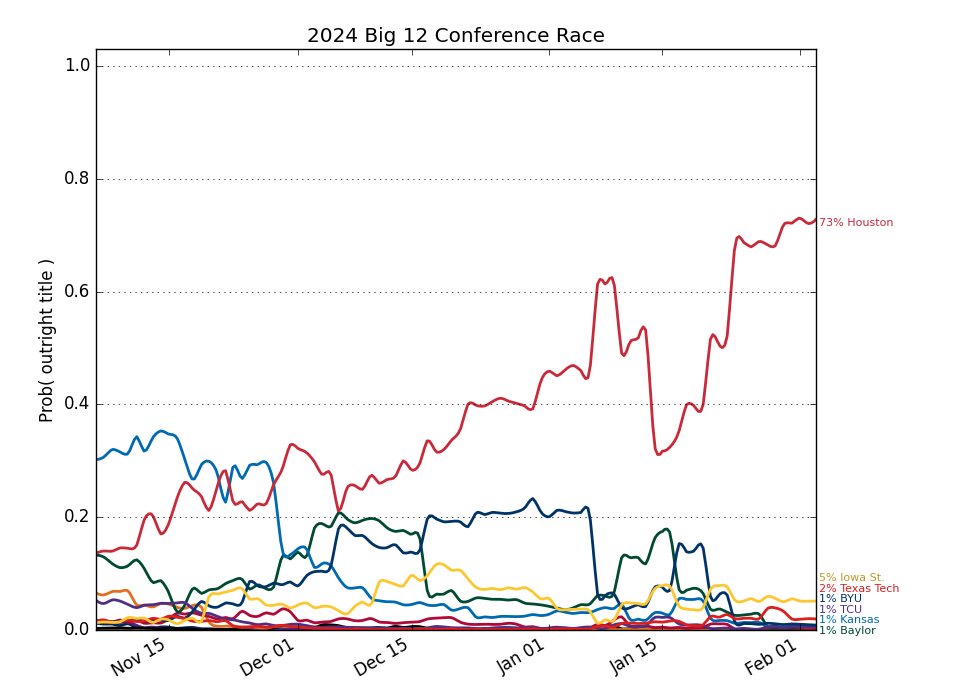 2024 Big 12 Conference Race
Prob( outright title )
1.0
0.8
0.6
0.4
0.2
0.0
73% Houston
5% Iowa St.
2% Texas Tech
1% BYU
1% TCU
1% Kansas
1% Baylor
Nov 15
Dec 01
Dec 15
Jan 01
Jan 15
Feb 01